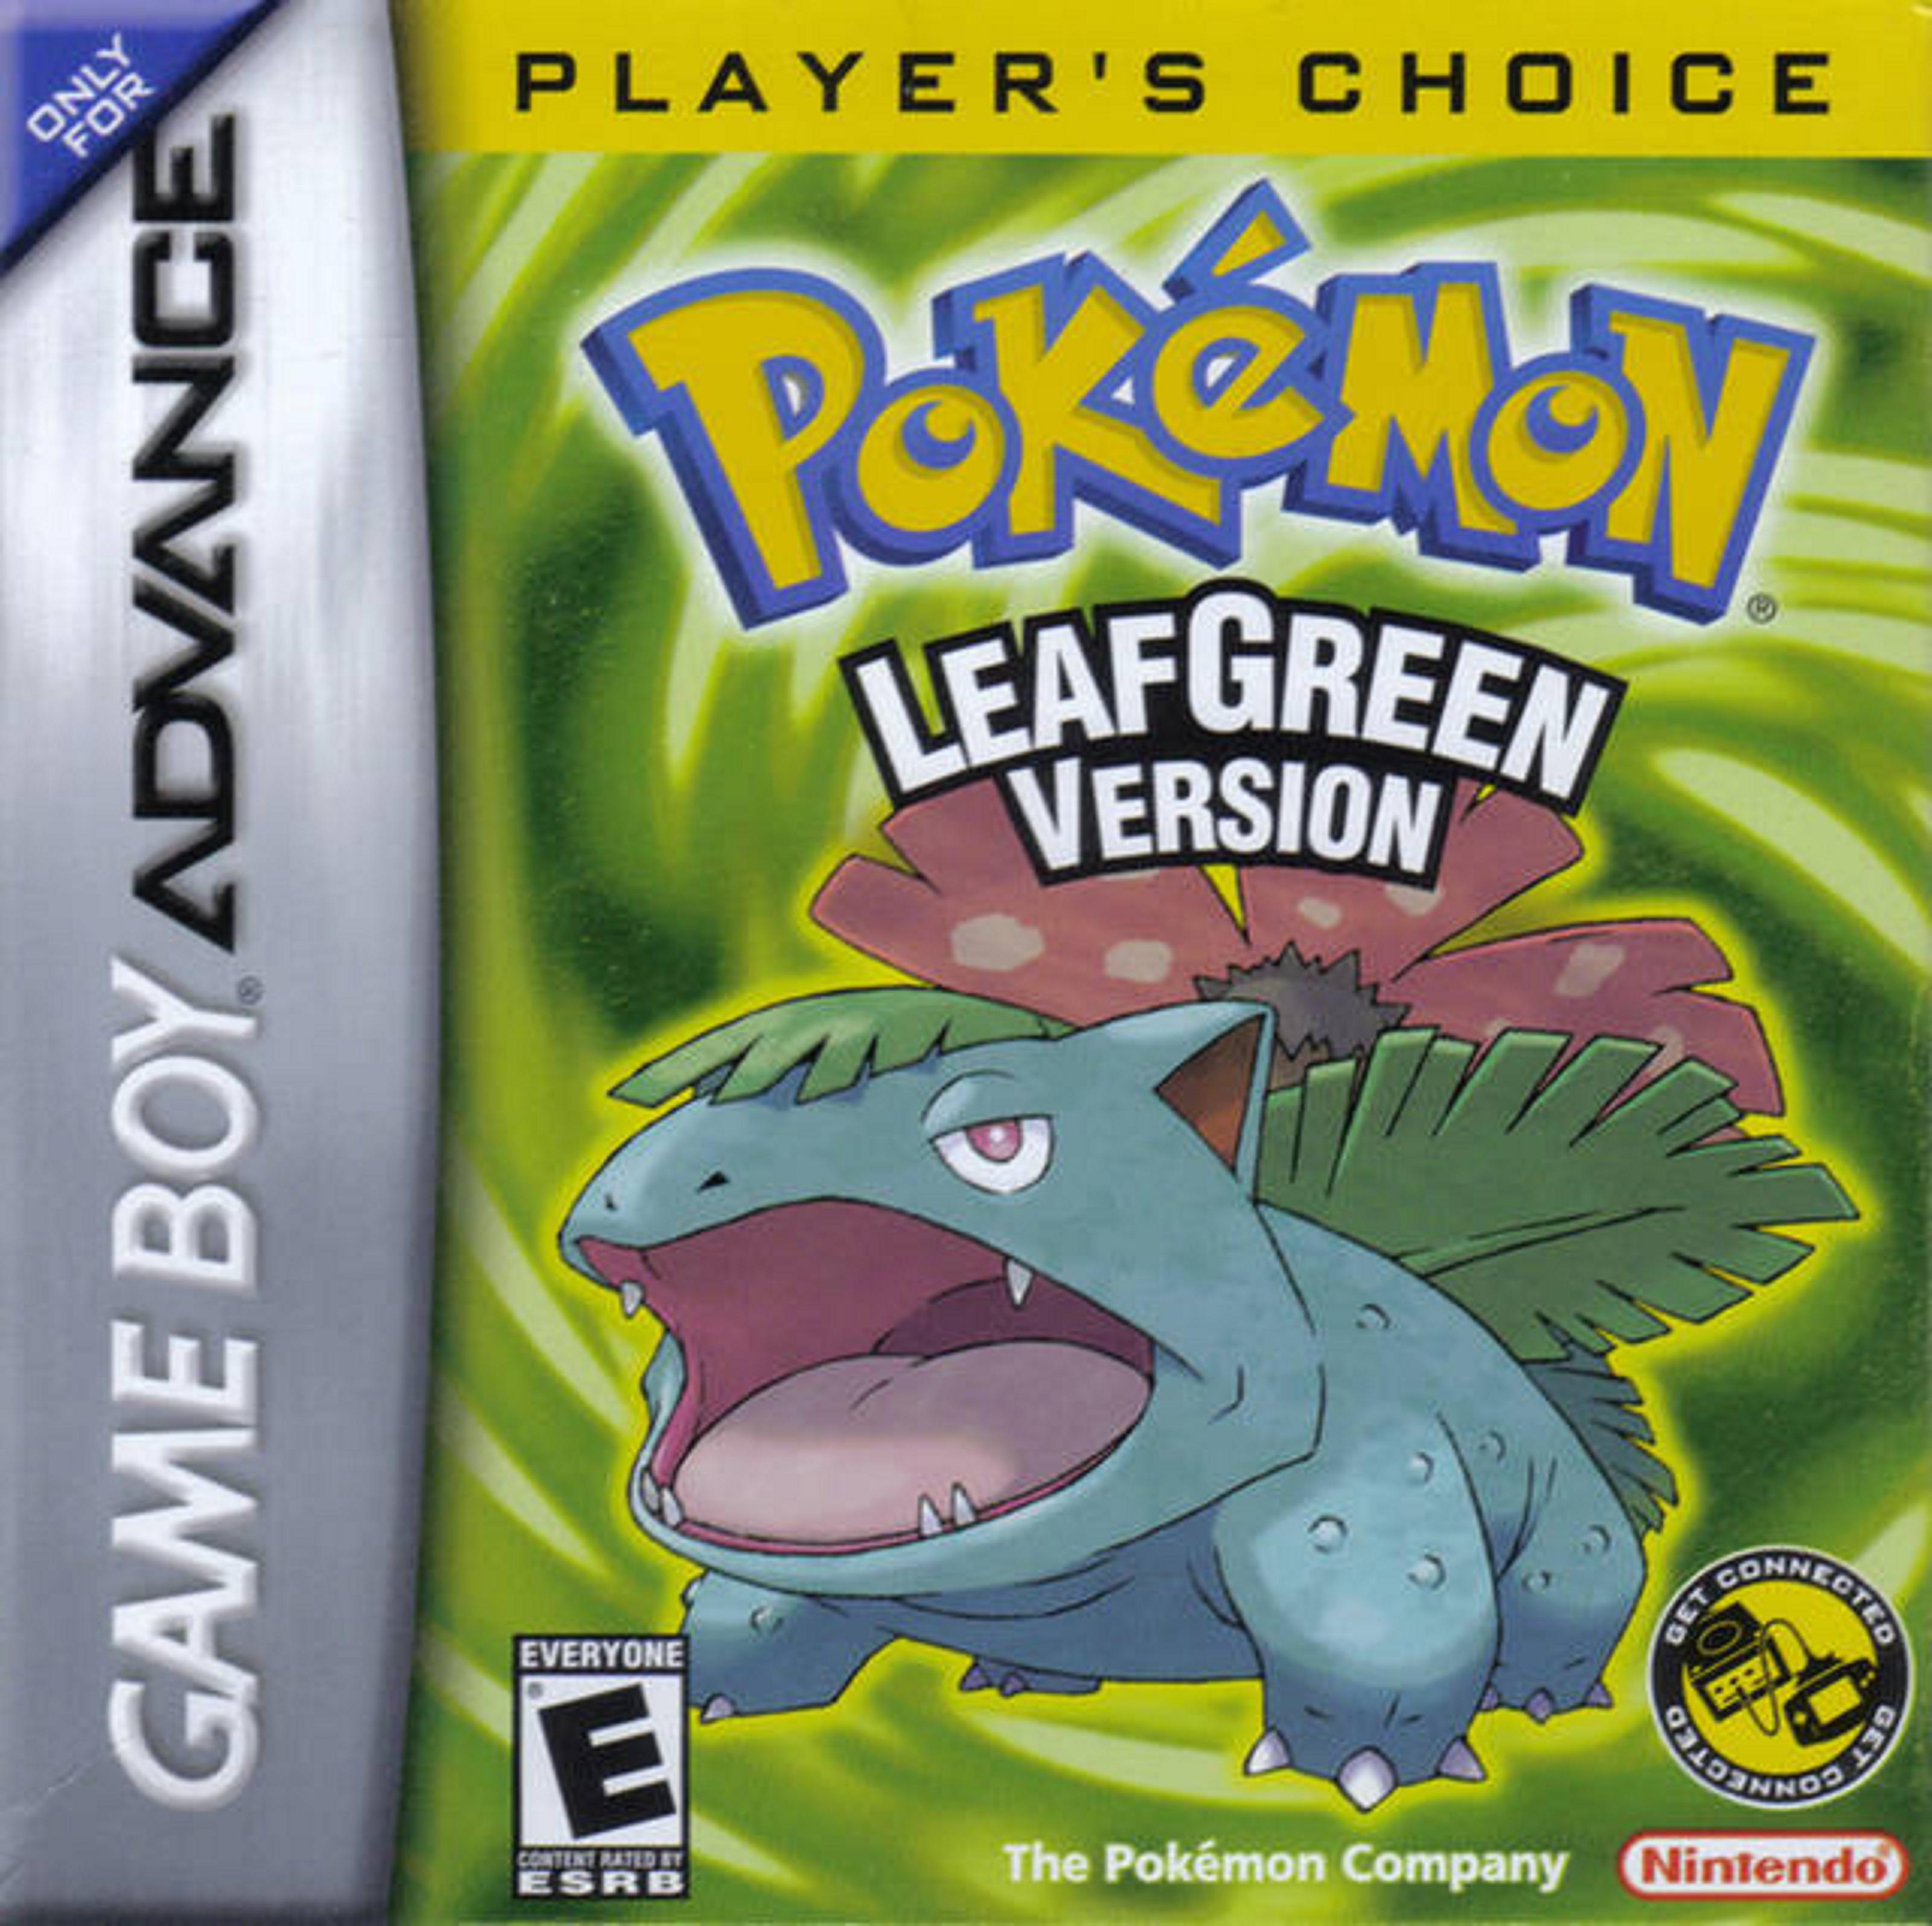 ONLY
FOR
GAME BOY® ADVANCE
PLAYER'S CHOICE
POKéMON®
LEAFGREEN
VERSION
EVERYONE
E®
CONTENT RATED BY
ESRB
GET CONNECTED
GET CONNECTED
The Pokémon Company
Nintendo®